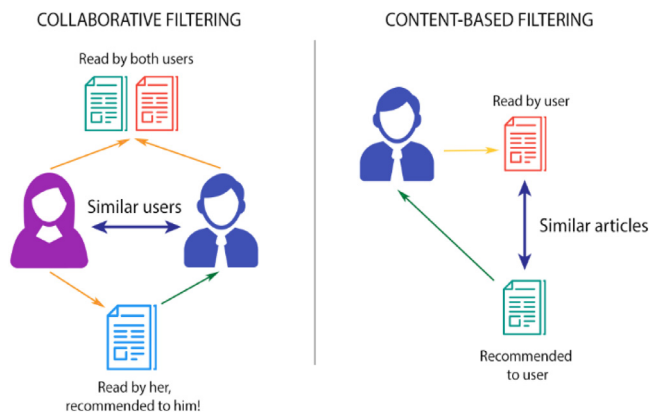 COLLABORATIVE FILTERING
Read by both users
Similar users
Read by her,
recommended to him!
CONTENT-BASED FILTERING
Read by user
Similar articles
Recommended
to user